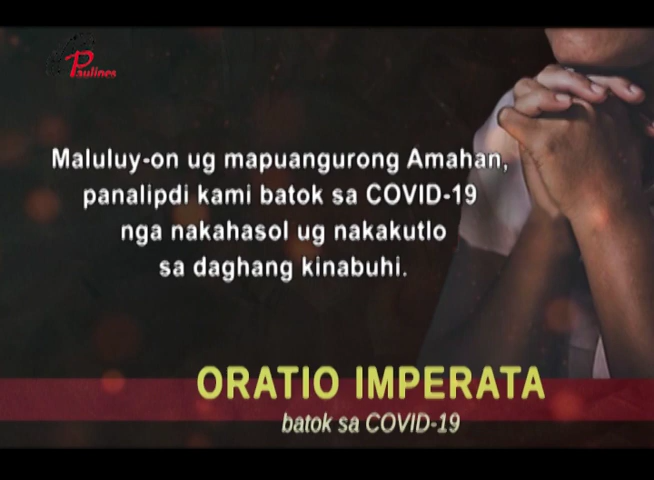 Paulines
Maluluy-on ug mapuangurong Amahan,
panalipdi kami batok sa COVID-19
nga nakahasol ug nakakutlo
sa daghang kinabuhi.
ORATIO IMPERATA
batok sa COVID-19